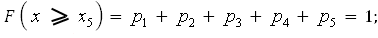 F ( x ⩾ x₅ ) = p₁ + p₂ + p₃ + p₄ + p₅ = 1;